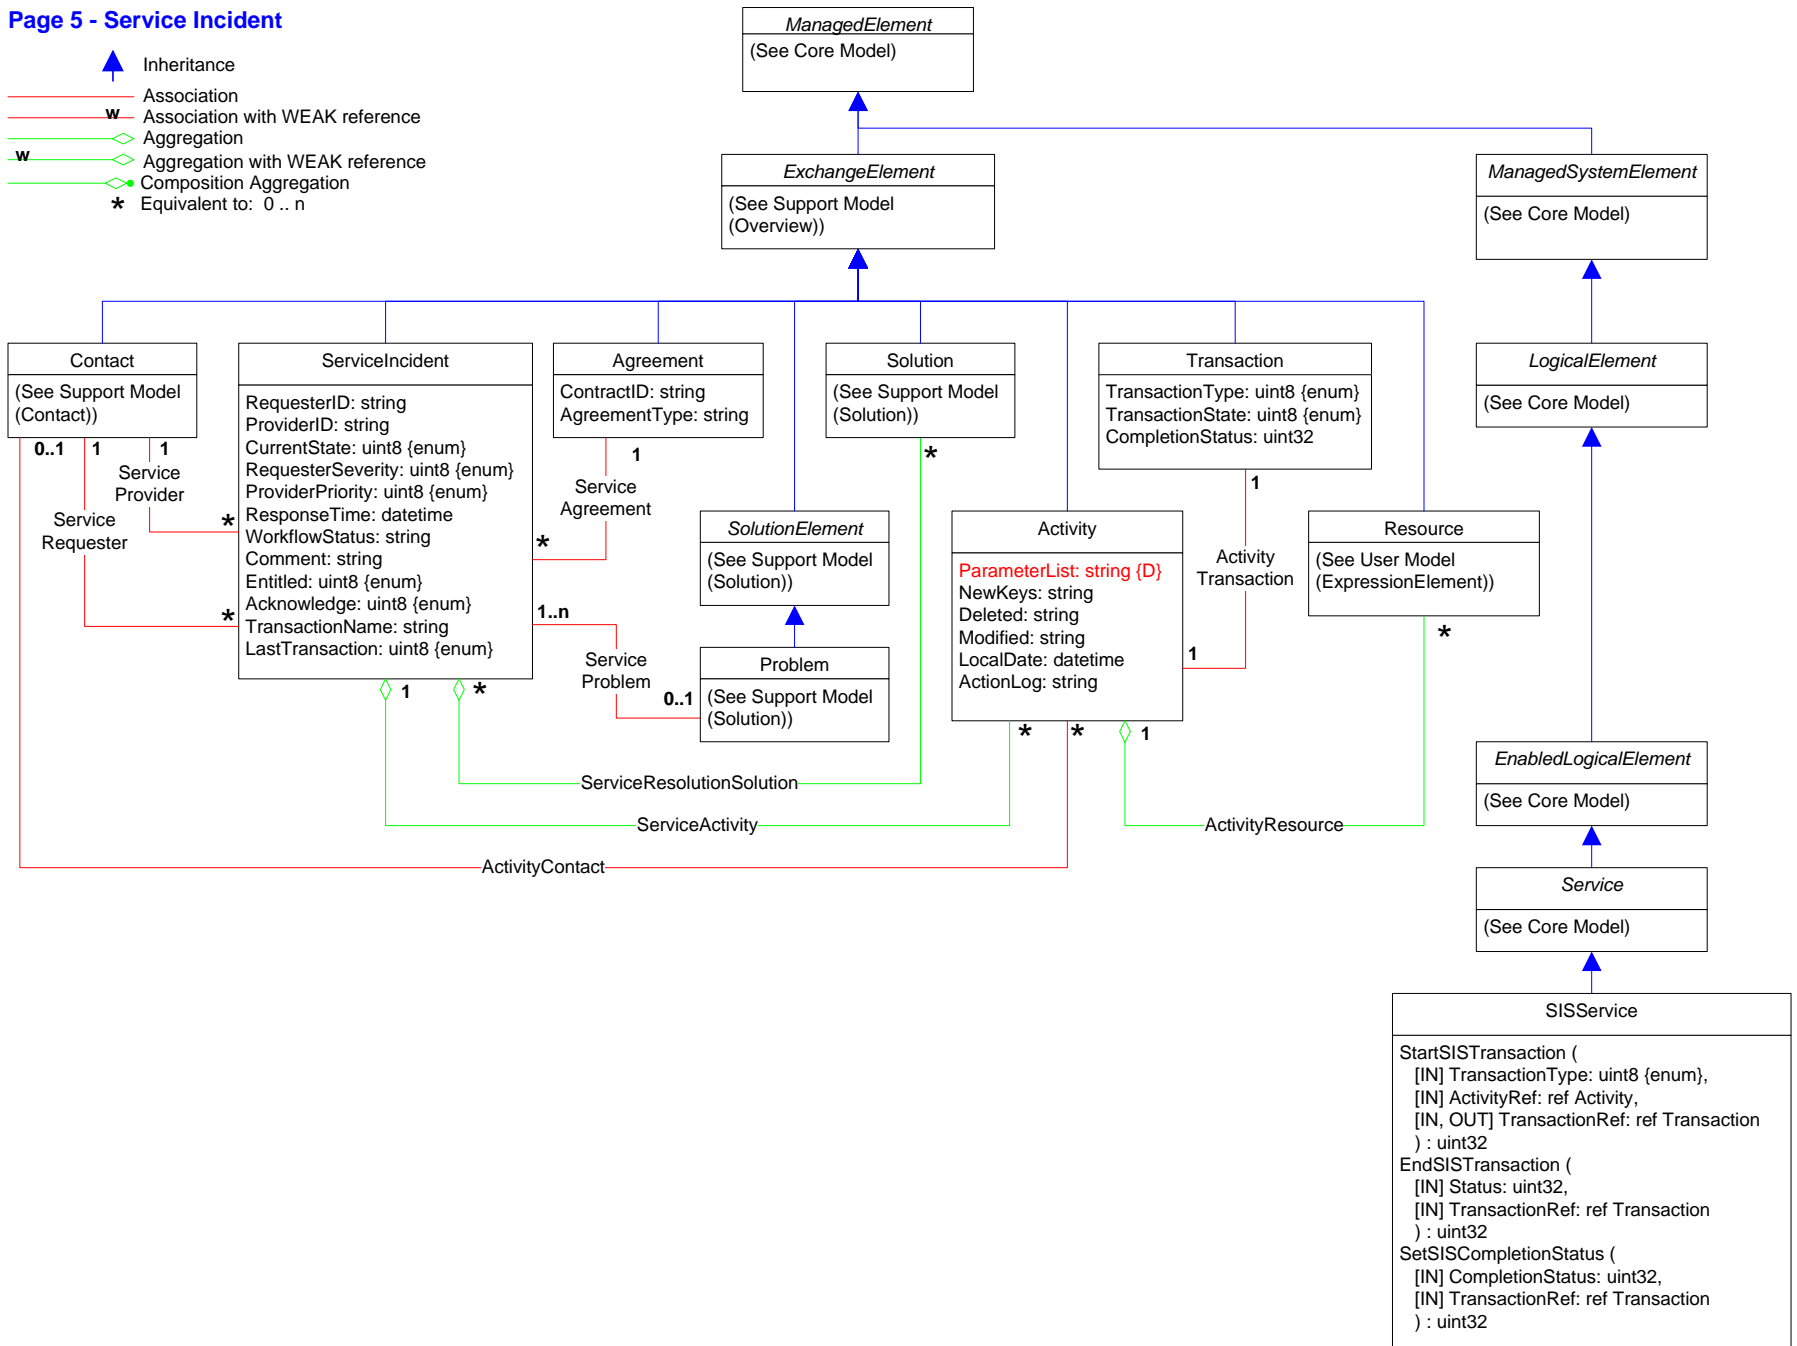 Page 5 - Service Incident
Inheritance
Association
w Association with WEAK reference
Aggregation
w Aggregation with WEAK reference
Composition Aggregation
* Equivalent to: 0 .. n
ManagedElement
(See Core Model)
ExchangeElement
(See Support Model
(Overview))
ManagedSystemElement
(See Core Model)
Contact
(See Support Model
(Contact))
ServiceIncident
RequesterID: string
ProviderID: string
CurrentState: uint8 {enum}
RequesterSeverity: uint8 {enum}
ProviderPriority: uint8 {enum}
ResponseTime: datetime
WorkflowStatus: string
Comment: string
Entitled: uint8 {enum}
Acknowledge: uint8 {enum}
TransactionName: string
LastTransaction: uint8 {enum}
Agreement
ContractID: string
AgreementType: string
Solution
(See Support Model
(Solution))
Transaction
TransactionType: uint8 {enum}
TransactionState: uint8 {enum}
CompletionStatus: uint32
LogicalElement
(See Core Model)
0..1
1
1
Service
Provider
*
Service
Requester
*
1
Service
Agreement
*
*
1
Activity
Transaction
1
SolutionElement
(See Support Model
(Solution))
Activity
ParameterList: string {D}
NewKeys: string
Deleted: string
Modified: string
LocalDate: datetime
ActionLog: string
Resource
(See User Model
(ExpressionElement))
*
1..n
Service
Problem
0..1
Problem
(See Support Model
(Solution))
1
*
*
*
1
ServiceResolutionSolution
ServiceActivity
ActivityResource
ActivityContact
EnabledLogicalElement
(See Core Model)
Service
(See Core Model)
SISService
StartSISTransaction (
[IN] TransactionType: uint8 {enum},
[IN] ActivityRef: ref Activity,
[IN, OUT] TransactionRef: ref Transaction
) : uint32
EndSISTransaction (
[IN] Status: uint32,
[IN] TransactionRef: ref Transaction
) : uint32
SetSISCompletionStatus (
[IN] CompletionStatus: uint32,
[IN] TransactionRef: ref Transaction
) : uint32